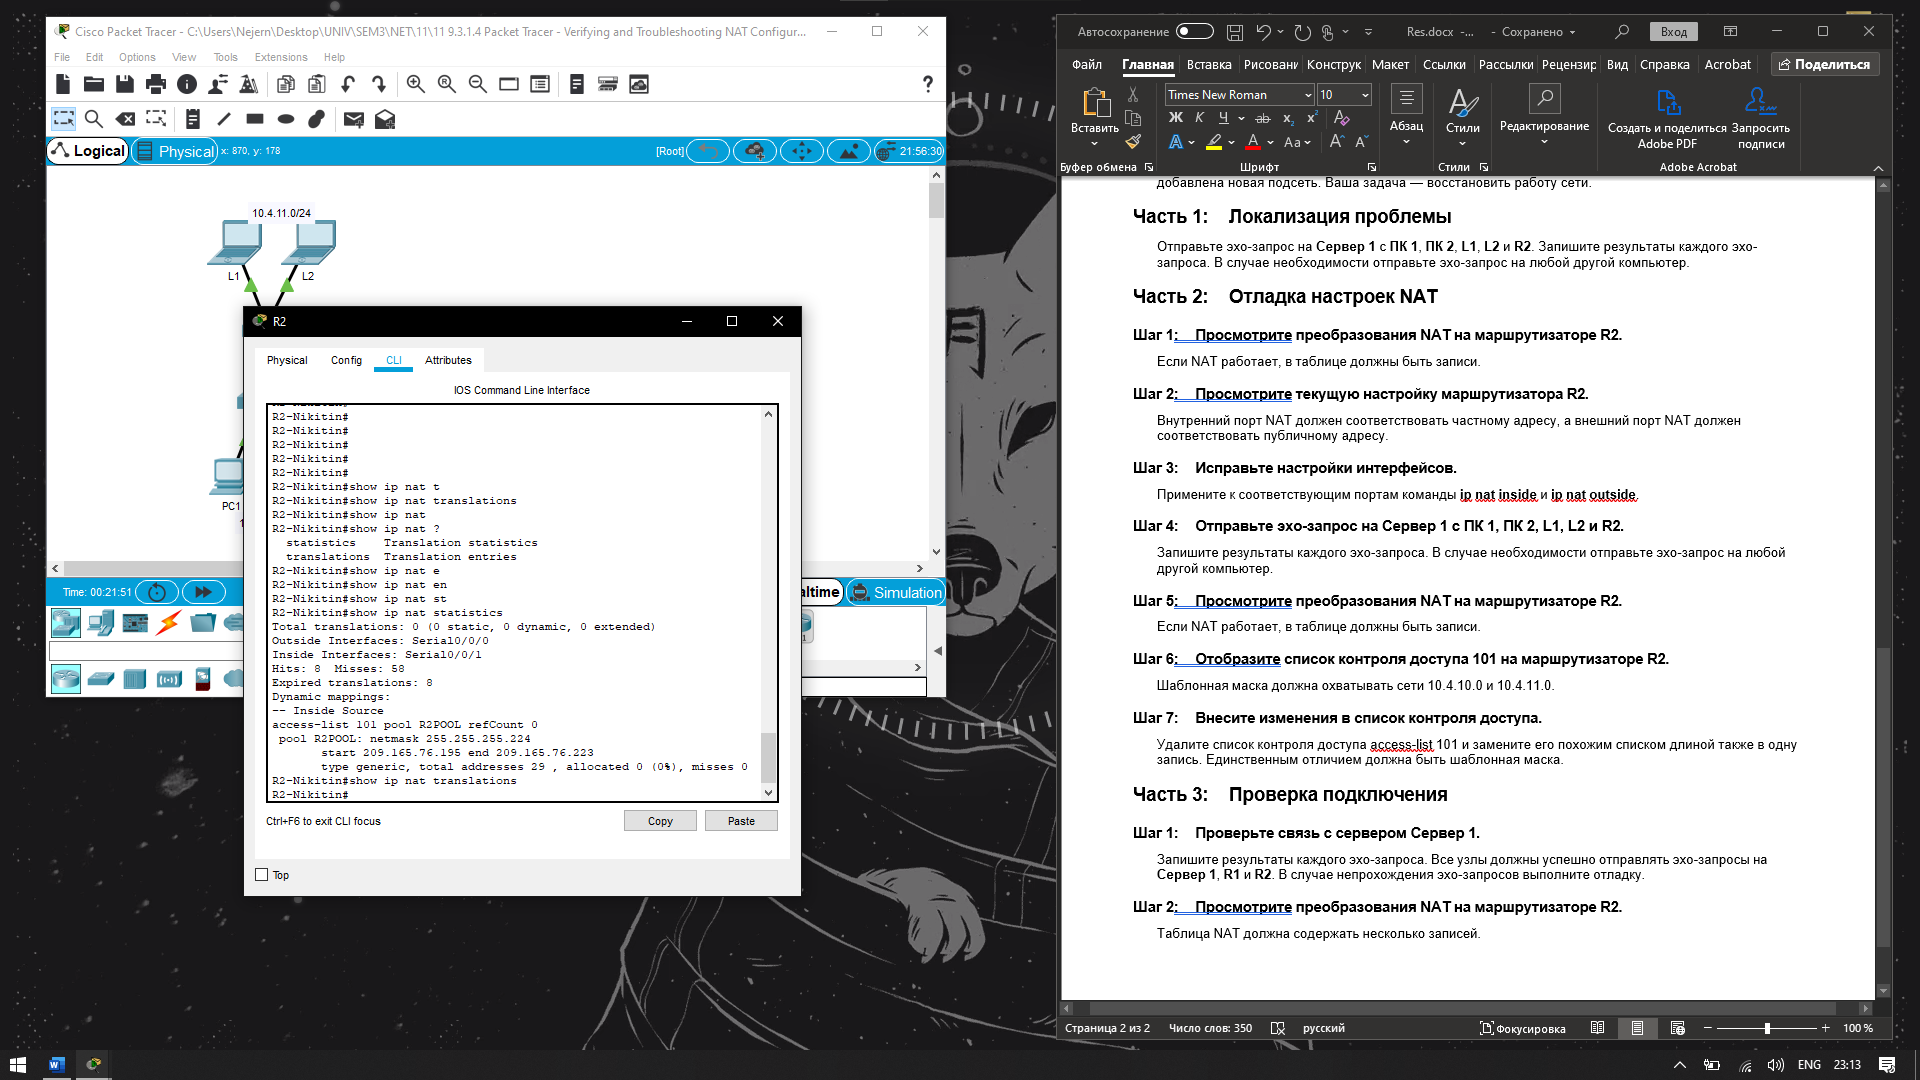 Cisco Packet Tracer - C:\Users\Nejern\Desktop\UNIV\SEM3\NET\11\11 9.3.1.4 Packet Tracer - Verifying and Troubleshooting NAT Configur...
File Edit Options View Tools Extensions Help
?
Logical Physical x: 870, y: 178
[Root] 21:56:30
10.4.11.0/24
L1 L2
PC1
Time: 00:21:51
altime Simulation
R2
Physical Config CLI Attributes
IOS Command Line Interface
R2-Nikitin#
R2-Nikitin#
R2-Nikitin#
R2-Nikitin#
R2-Nikitin#
R2-Nikitin#show ip nat t
R2-Nikitin#show ip nat translations
R2-Nikitin#show ip nat
R2-Nikitin#show ip nat ?
statistics Translation statistics
translations Translation entries
R2-Nikitin#show ip nat e
R2-Nikitin#show ip nat en
R2-Nikitin#show ip nat st
R2-Nikitin#show ip nat statistics
Total translations: 0 (0 static, 0 dynamic, 0 extended)
Outside Interfaces: Serial0/0/0
Inside Interfaces: Serial0/0/1
Hits: 8 Misses: 58
Expired translations: 8
Dynamic mappings:
-- Inside Source
access-list 101 pool R2POOL refCount 0
pool R2POOL: netmask 255.255.255.224
start 209.165.76.195 end 209.165.76.223
type generic, total addresses 29 , allocated 0 (0%), misses 0
R2-Nikitin#show ip nat translations
R2-Nikitin#
Ctrl+F6 to exit CLI focus
Copy Paste
Top
Автосохранение Res.docx -... - Сохранено Вход
Файл Главная Вставка Рисовани Конструк Макет Ссылки Рассылки Рецензир Вид Справка Acrobat Поделиться
Times New Roman 10
Вставить
Ж К Ч ab x₂ x²
A Aa A A
Абзац Стили Редактирование
Создать и поделиться Adobe PDF
Запросить подписи
Буфер обмена Шрифт Стили Adobe Acrobat
добавлена новая подсеть. Ваша задача — восстановить работу сети.
Часть 1: Локализация проблемы
Отправьте эхо-запрос на Сервер 1 с ПК 1, ПК 2, L1, L2 и R2. Запишите результаты каждого эхо-
запроса. В случае необходимости отправьте эхо-запрос на любой другой компьютер.
Часть 2: Отладка настроек NAT
Шаг 1: Просмотрите преобразования NAT на маршрутизаторе R2.
Если NAT работает, в таблице должны быть записи.
Шаг 2: Просмотрите текущую настройку маршрутизатора R2.
Внутренний порт NAT должен соответствовать частному адресу, а внешний порт NAT должен
соответствовать публичному адресу.
Шаг 3: Исправьте настройки интерфейсов.
Примените к соответствующим портам команды ip nat inside и ip nat outside.
Шаг 4: Отправьте эхо-запрос на Сервер 1 с ПК 1, ПК 2, L1, L2 и R2.
Запишите результаты каждого эхо-запроса. В случае необходимости отправьте эхо-запрос на любой
другой компьютер.
Шаг 5: Просмотрите преобразования NAT на маршрутизаторе R2.
Если NAT работает, в таблице должны быть записи.
Шаг 6: Отобразите список контроля доступа 101 на маршрутизаторе R2.
Шаблонная маска должна охватывать сети 10.4.10.0 и 10.4.11.0.
Шаг 7: Внесите изменения в список контроля доступа.
Удалите список контроля доступа access-list 101 и замените его похожим списком длиной также в одну
запись. Единственным отличием должна быть шаблонная маска.
Часть 3: Проверка подключения
Шаг 1: Проверьте связь с сервером Сервер 1.
Запишите результаты каждого эхо-запроса. Все узлы должны успешно отправлять эхо-запросы на
Сервер 1, R1 и R2. В случае непрохождения эхо-запросов выполните отладку.
Шаг 2: Просмотрите преобразования NAT на маршрутизаторе R2.
Таблица NAT должна содержать несколько записей.
Страница 2 из 2 Число слов: 350 русский Фокусировка 100 %
ENG 23:13